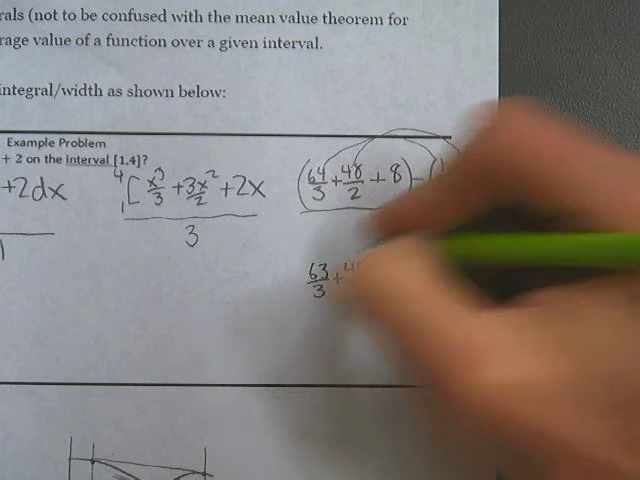 rals (not to be confused with the mean value theorem for
rage value of a function over a given interval.
integral/width as shown below:
Example Problem
+ 2 on the interval [1.4]?
+2dx
4 1 [ x³/3 + 3x²/2 + 2x
3
(64/3 + 48/2 + 8) - (
63/3 +